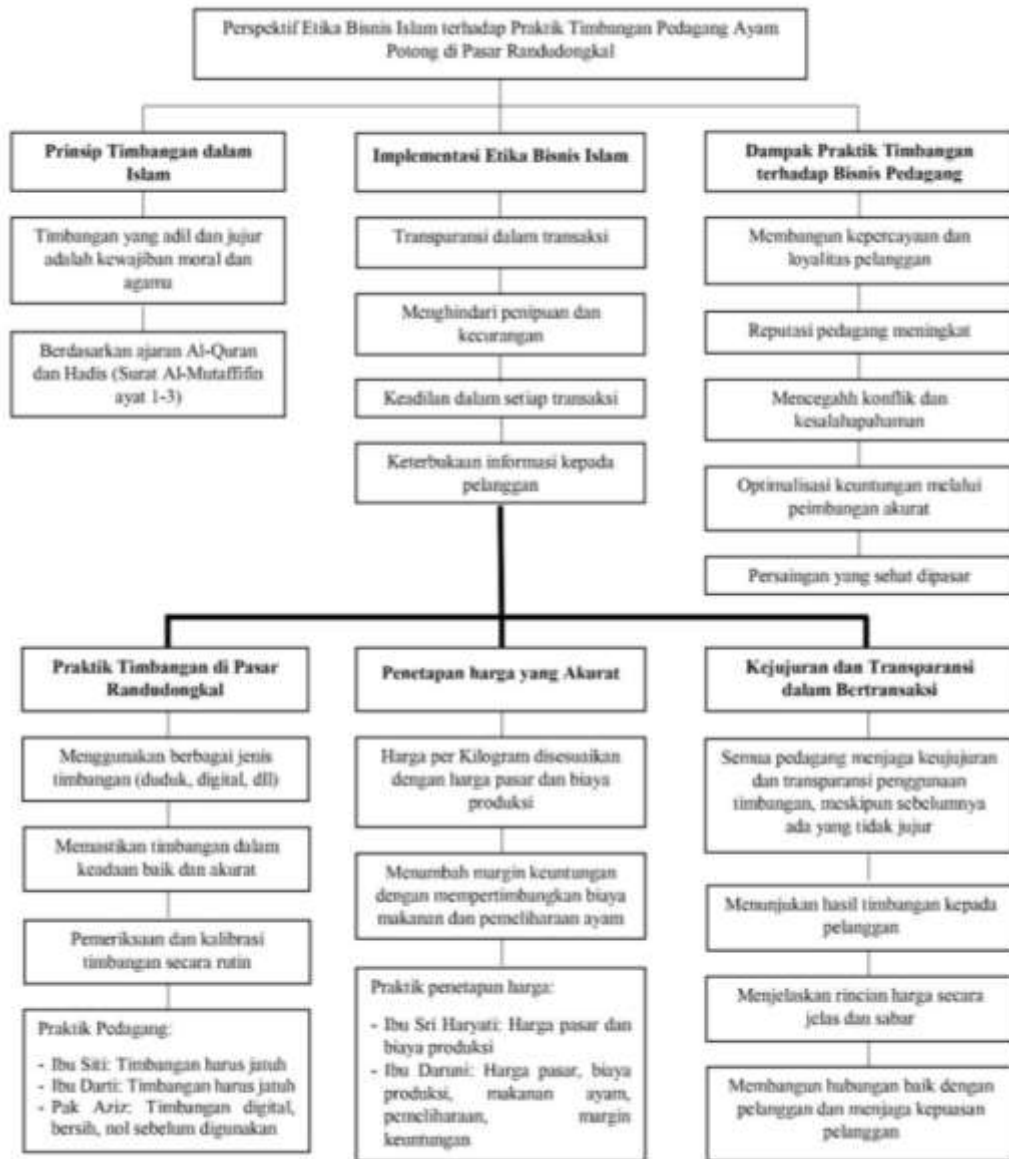 Perspektif Etika Bisnis Islam terhadap Praktik Timbangan Pedagang Ayam
Potong di Pasar Randudongkal
Prinsip Timbangan dalam
Islam
Timbangan yang adil dan jujur
adalah kewajiban moral dan
agama
Berdasarkan ajaran Al-Quran
dan Hadis (Surat Al-Mutaffifin
ayat 1-3)
Implementasi Etika Bisnis Islam
Transparansi dalam transaksi
Menghindari penipuan dan
kecurangan
Keadilan dalam setiap transaksi
Keterbukaan informasi kepada
pelanggan
Dampak Praktik Timbangan
terhadap Bisnis Pedagang
Membangun kepercayaan dan
loyalitas pelanggan
Reputasi pedagang meningkat
Mencegahh konflik dan
kesalahapahaman
Optimalisasi keuntungan melalui
peimbangan akurat
Persaingan yang sehat dipasar
Praktik Timbangan di Pasar
Randudongkal
Menggunakan berbagai jenis
timbangan (duduk, digital, dll)
Memastikan timbangan dalam
keadaan baik dan akurat
Pemeriksaan dan kalibrasi
timbangan secara rutin
Praktik Pedagang:
- Ibu Siti: Timbangan harus jatuh
- Ibu Darti: Timbangan harus jatuh
- Pak Aziz: Timbangan digital,
bersih, nol sebelum digunakan
Penetapan harga yang Akurat
Harga per Kilogram disesuaikan
dengan harga pasar dan biaya
produksi
Menambah margin keuntungan
dengan mempertimbangkan biaya
makanan dan pemeliharaan ayam
Praktik penetapan harga:
- Ibu Sri Haryati: Harga pasar dan
biaya produksi
- Ibu Daruni: Harga pasar, biaya
produksi, makanan ayam,
pemeliharaan, margin
keuntungan
Kejujuran dan Transparansi
dalam Bertransaksi
Semua pedagang menjaga keujujuran
dan transparansi penggunaan
timbangan, meskipun sebelumnya
ada yang tidak jujur
Menunjukan hasil timbangan kepada
pelanggan
Menjelaskan rincian harga secara
jelas dan sabar
Membangun hubungan baik dengan
pelanggan dan menjaga kepuasan
pelanggan